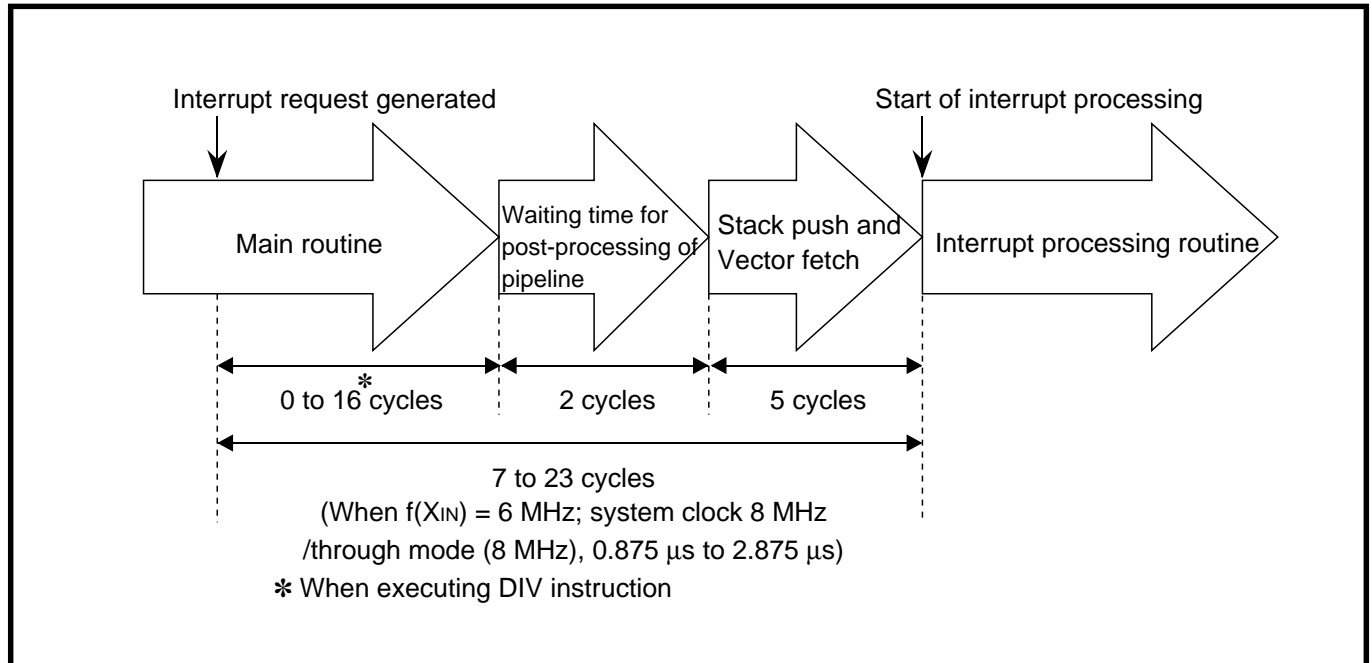 Interrupt request generated
Start of interrupt processing
Main routine
Waiting time for
post-processing of
pipeline
Stack push and
Vector fetch
Interrupt processing routine
0 to 16* cycles
2 cycles
5 cycles
7 to 23 cycles
(When f(XIN) = 6 MHz; system clock 8 MHz
/through mode (8 MHz), 0.875 μs to 2.875 μs)
* When executing DIV instruction